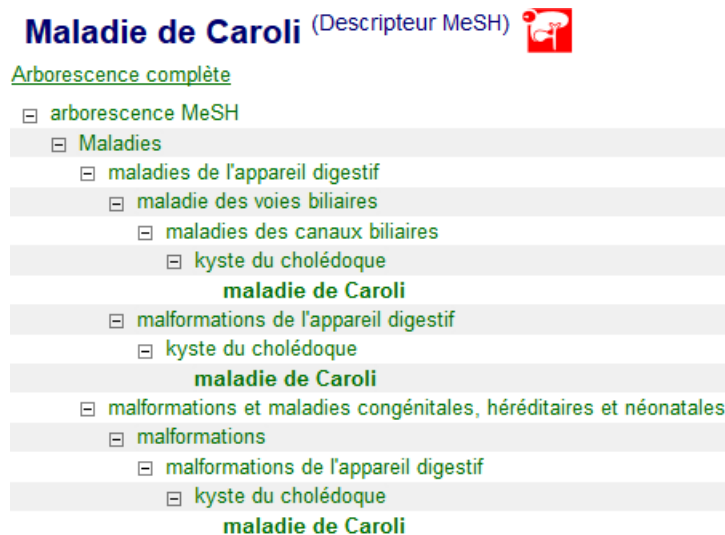 Maladie de Caroli (Descripteur MeSH)
Arborescence complète
arborescence MeSH
Maladies
maladies de l'appareil digestif
maladie des voies biliaires
maladies des canaux biliaires
kyste du cholédoque
maladie de Caroli
malformations de l'appareil digestif
kyste du cholédoque
maladie de Caroli
malformations et maladies congénitales, héréditaires et néonatales
malformations
malformations de l'appareil digestif
kyste du cholédoque
maladie de Caroli